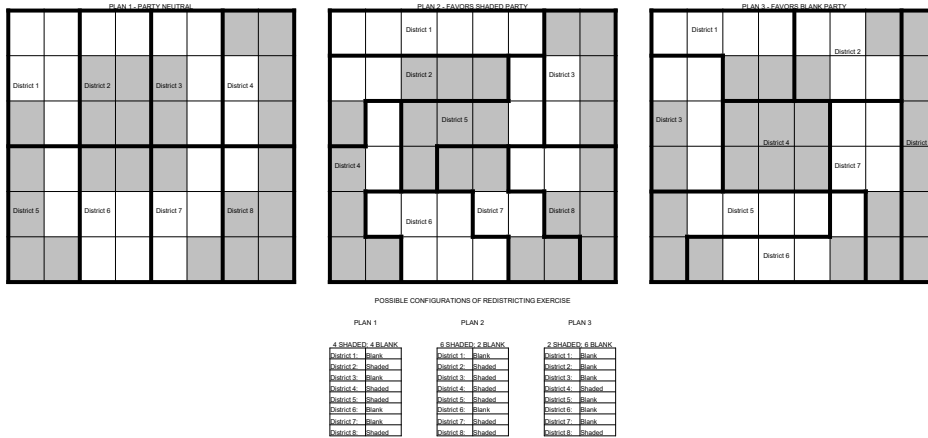 PLAN 1 - PARTY NEUTRAL
District 1
District 2
District 3
District 4
District 5
District 6
District 7
District 8
PLAN 2 - FAVORS SHADED PARTY
District 1
District 2
District 3
District 5
District 4
District 6
District 7
District 8
PLAN 3 - FAVORS BLANK PARTY
District 1
District 2
District 3
District 4
District
District 7
District 5
District 6
POSSIBLE CONFIGURATIONS OF REDISTRICTING EXERCISE
PLAN 1
4 SHADED; 4 BLANK
District 1: Blank
District 2: Shaded
District 3: Blank
District 4: Shaded
District 5: Shaded
District 6: Blank
District 7: Blank
District 8: Shaded
PLAN 2
6 SHADED; 2 BLANK
District 1: Blank
District 2: Shaded
District 3: Shaded
District 4: Shaded
District 5: Shaded
District 6: Blank
District 7: Shaded
District 8: Shaded
PLAN 3
2 SHADED; 6 BLANK
District 1: Blank
District 2: Blank
District 3: Blank
District 4: Shaded
District 5: Blank
District 6: Blank
District 7: Blank
District 8: Shaded